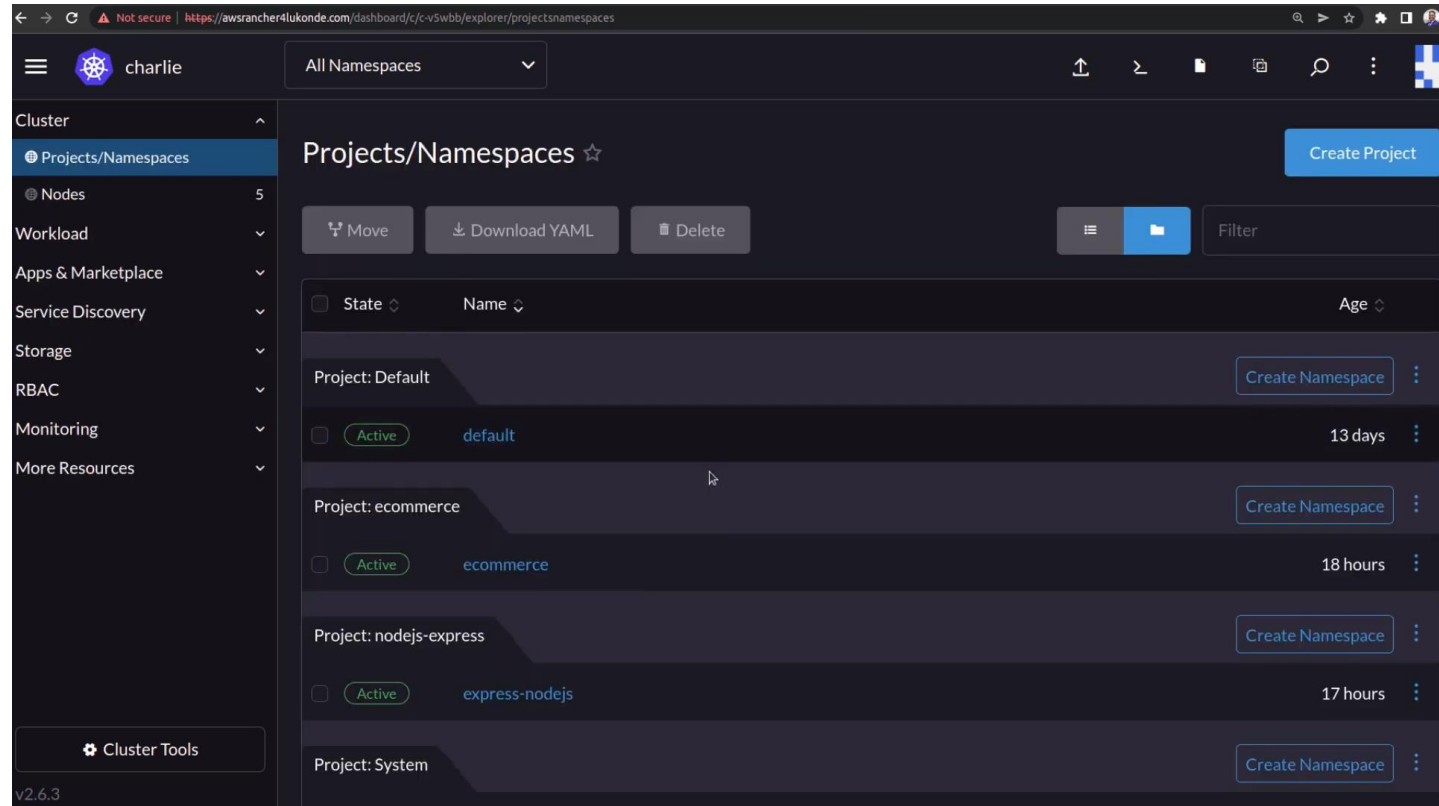 Not secure | https://awsrancher4lukonde.com/dashboard/c/c-v5wbb/explorer/projectsnamespaces
charlie
All Namespaces
Cluster
Projects/Namespaces
Nodes 5
Workload
Apps & Marketplace
Service Discovery
Storage
RBAC
Monitoring
More Resources
Cluster Tools
v2.6.3
Projects/Namespaces
Create Project
Move Download YAML Delete
Filter
State Name Age
Project: Default Create Namespace
Active default 13 days
Project: ecommerce Create Namespace
Active ecommerce 18 hours
Project: nodejs-express Create Namespace
Active express-nodejs 17 hours
Project: System Create Namespace